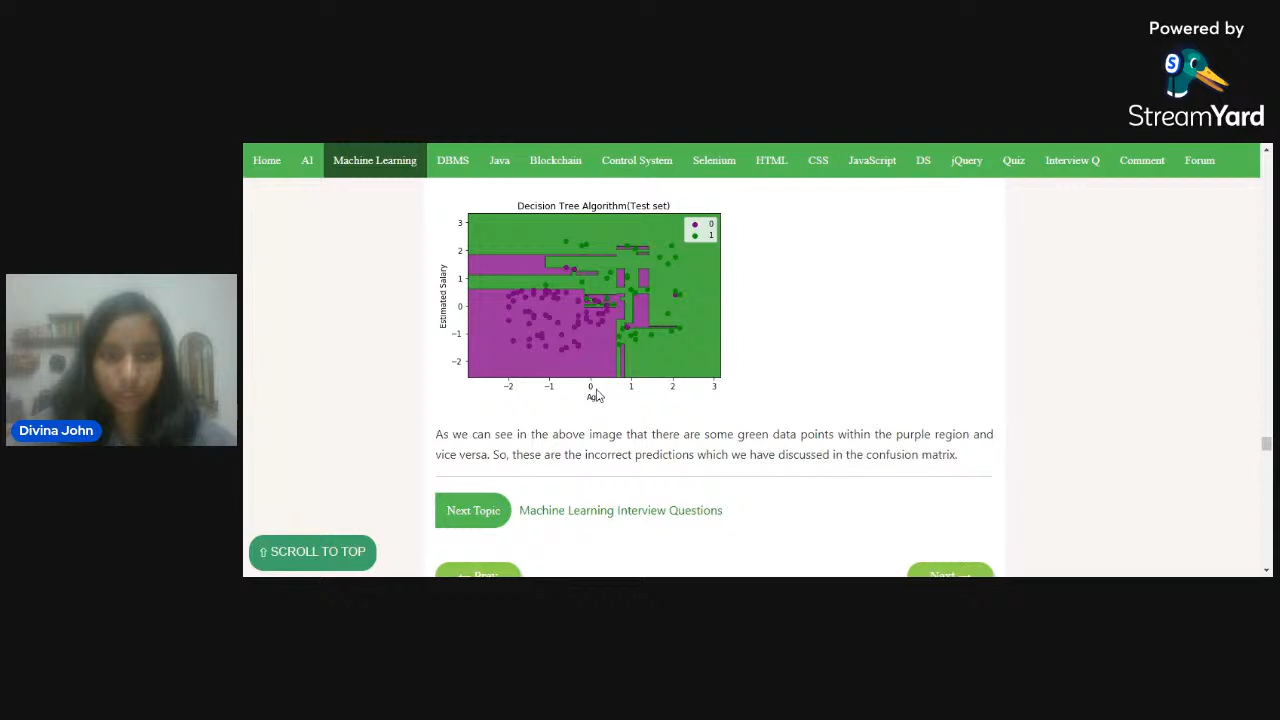 Powered by
StreamYard
Home AI Machine Learning DBMS Java Blockchain Control System Selenium HTML CSS JavaScript DS jQuery Quiz Interview Q Comment Forum
Decision Tree Algorithm(Test set)
0
1
Estimated Salary
3
2
1
0
−1
−2
−2 −1 0 1 2 3
As we can see in the above image that there are some green data points within the purple region and
vice versa. So, these are the incorrect predictions which we have discussed in the confusion matrix.
Next Topic Machine Learning Interview Questions
⇧ SCROLL TO TOP
← Prev
Next →
Divina John